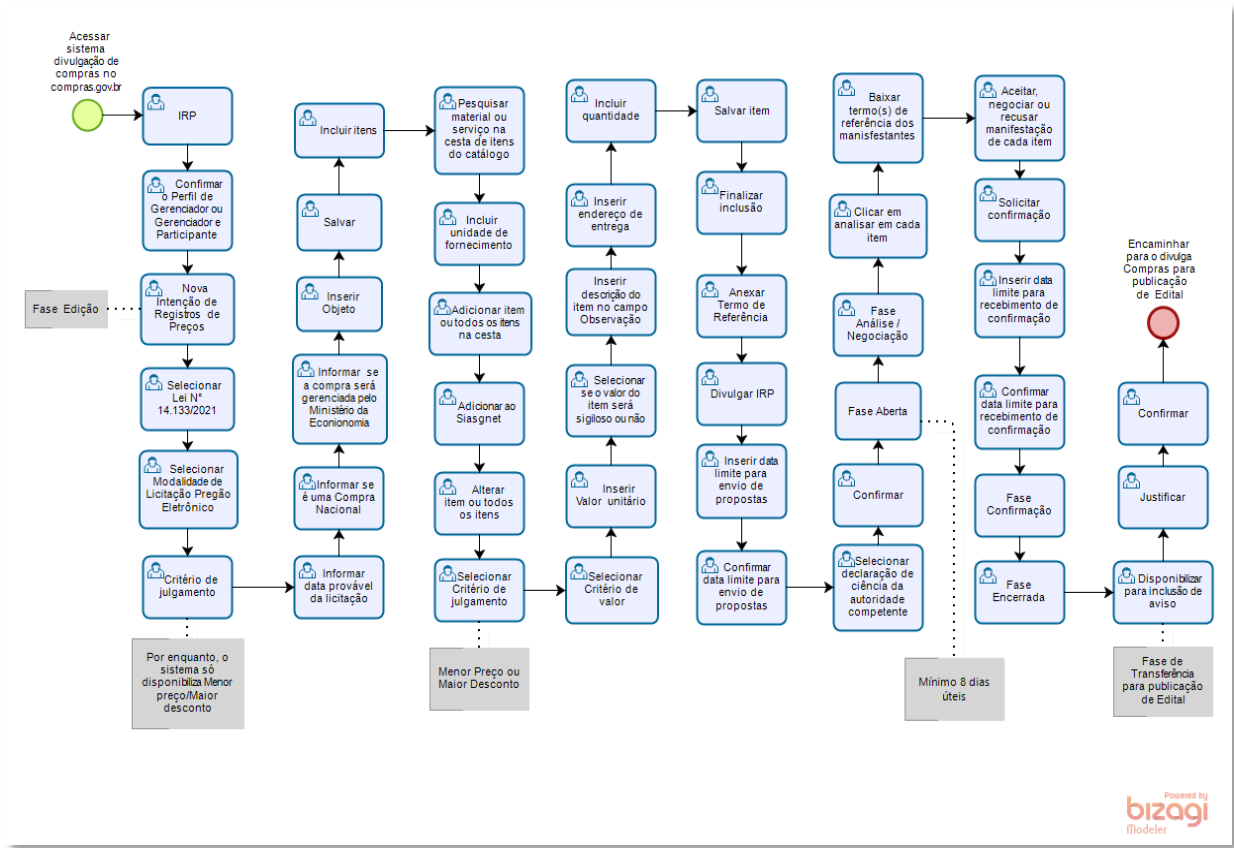 Acessar
sistema
divulgação de
compras no
compras.gov.br
IRP
Confirmar
o Perfil de
Gerenciador ou
Gerenciador e
Participante
Nova
Intenção de
Registros de
Preços
Fase Edição
Selecionar
Lei N°
14.133/2021
Selecionar
Modalidade de
Licitação Pregão
Eletrônico
Critério de
julgamento
Por enquanto, o
sistema só
disponibiliza Menor
preço/Maior
desconto
Informar
data provável
da licitação
Informar se
é uma Compra
Nacional
Informar se
a compra será
gerenciada pelo
Ministério da
Econionomia
Inserir
Objeto
Salvar
Incluir itens
Pesquisar
material ou
serviço na
cesta de itens
do catálogo
Incluir
unidade de
fornecimento
Adicionar item
ou todos os itens
na cesta
Adicionar ao
Siasgnet
Alterar
item ou todos
os itens
Selecionar
Critério de
julgamento
Menor Preço ou
Maior Desconto
Selecionar
Critério de
valor
Inserir
Valor unitário
Selecionar
se o valor do
item será
sigiloso ou não
Inserir
descrição do
item no campo
Observação
Inserir
endereço de
entrega
Incluir
quantidade
Salvar item
Finalizar
inclusão
Anexar
Termo de
Referência
Divulgar IRP
Inserir data
limite para
envio de
propostas
Confirmar
data limite para
envio de
propostas
Selecionar
declaração de
ciência da
autoridade
competente
Confirmar
Fase Aberta
Mínimo 8 dias
úteis
Fase
Análise /
Negociação
Clicar em
analisar em cada
item
Baixar
termo(s) de
referência dos
manisfestantes
Aceitar,
negociar ou
recusar
manifestação
de cada item
Solicitar
confirmação
Inserir data
limite para
recebimento de
confirmação
Confirmar
data limite para
recebimento de
confirmação
Fase
Confirmação
Fase
Encerrada
Disponibilizar
para inclusão de
aviso
Fase de
Transferência
para publicação
de Edital
Justificar
Confirmar
Encaminhar
para o divulga
Compras para
publicação
de Edital
Powered by
bizagi
Modeler